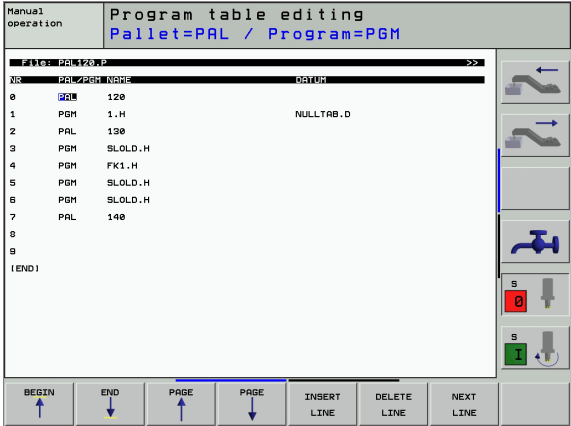 Manual operation
Program table editing
Pallet=PAL / Program=PGM
File: PAL120.P >>
NR PAL/PGM NAME DATUM
0 PAL 120
1 PGM 1.H NULLTAB.D
2 PAL 130
3 PGM SLOLD.H
4 PGM FK1.H
5 PGM SLOLD.H
6 PGM SLOLD.H
7 PAL 140
8
9
[END]
S
0
S
I
BEGIN END PAGE PAGE INSERT LINE DELETE LINE NEXT LINE